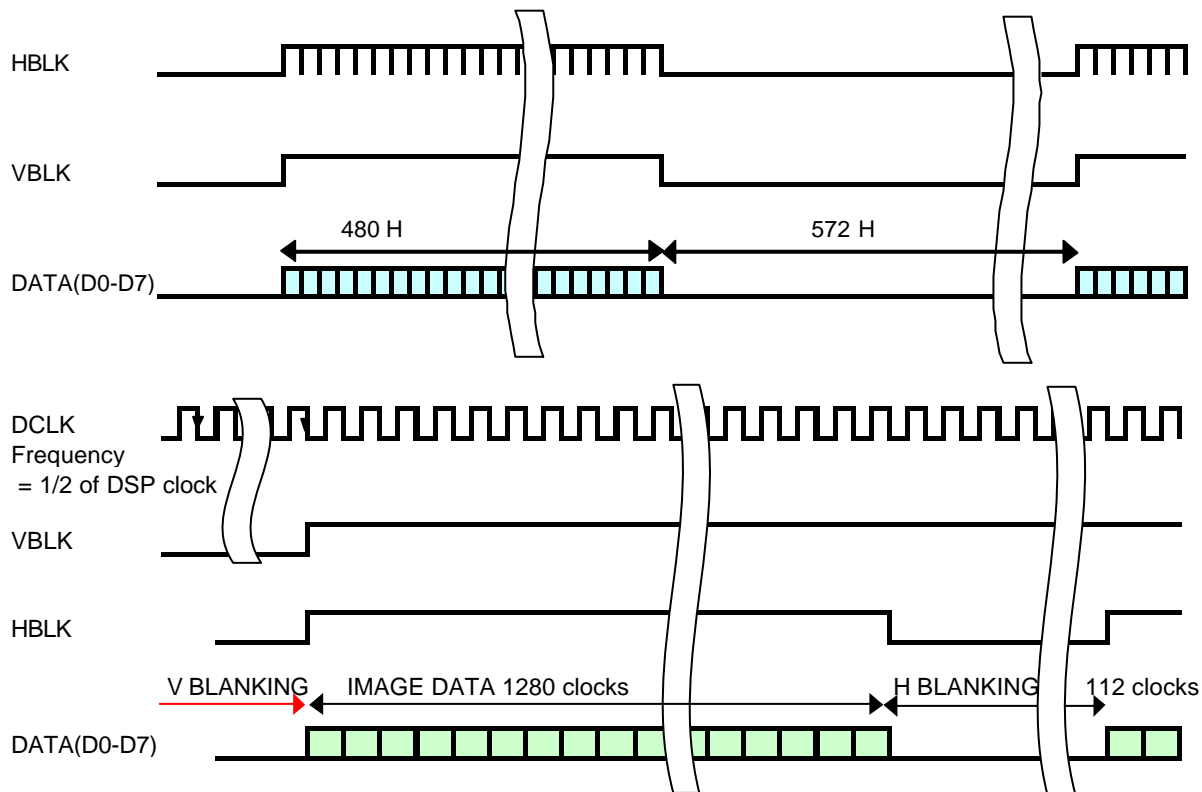 HBLK
VBLK
480 H
572 H
DATA(D0-D7)
DCLK
Frequency
= 1/2 of DSP clock
VBLK
HBLK
V BLANKING
IMAGE DATA 1280 clocks
H BLANKING
112 clocks
DATA(D0-D7)